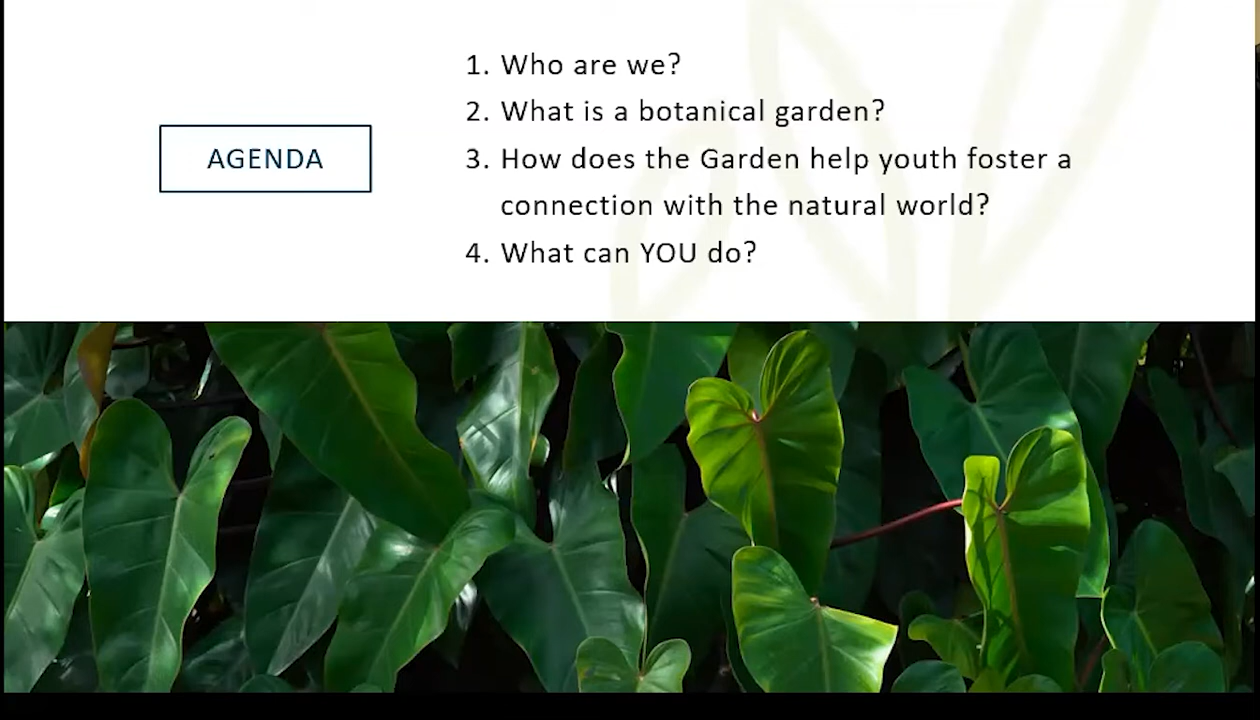 AGENDA
1. Who are we?
2. What is a botanical garden?
3. How does the Garden help youth foster a
connection with the natural world?
4. What can YOU do?